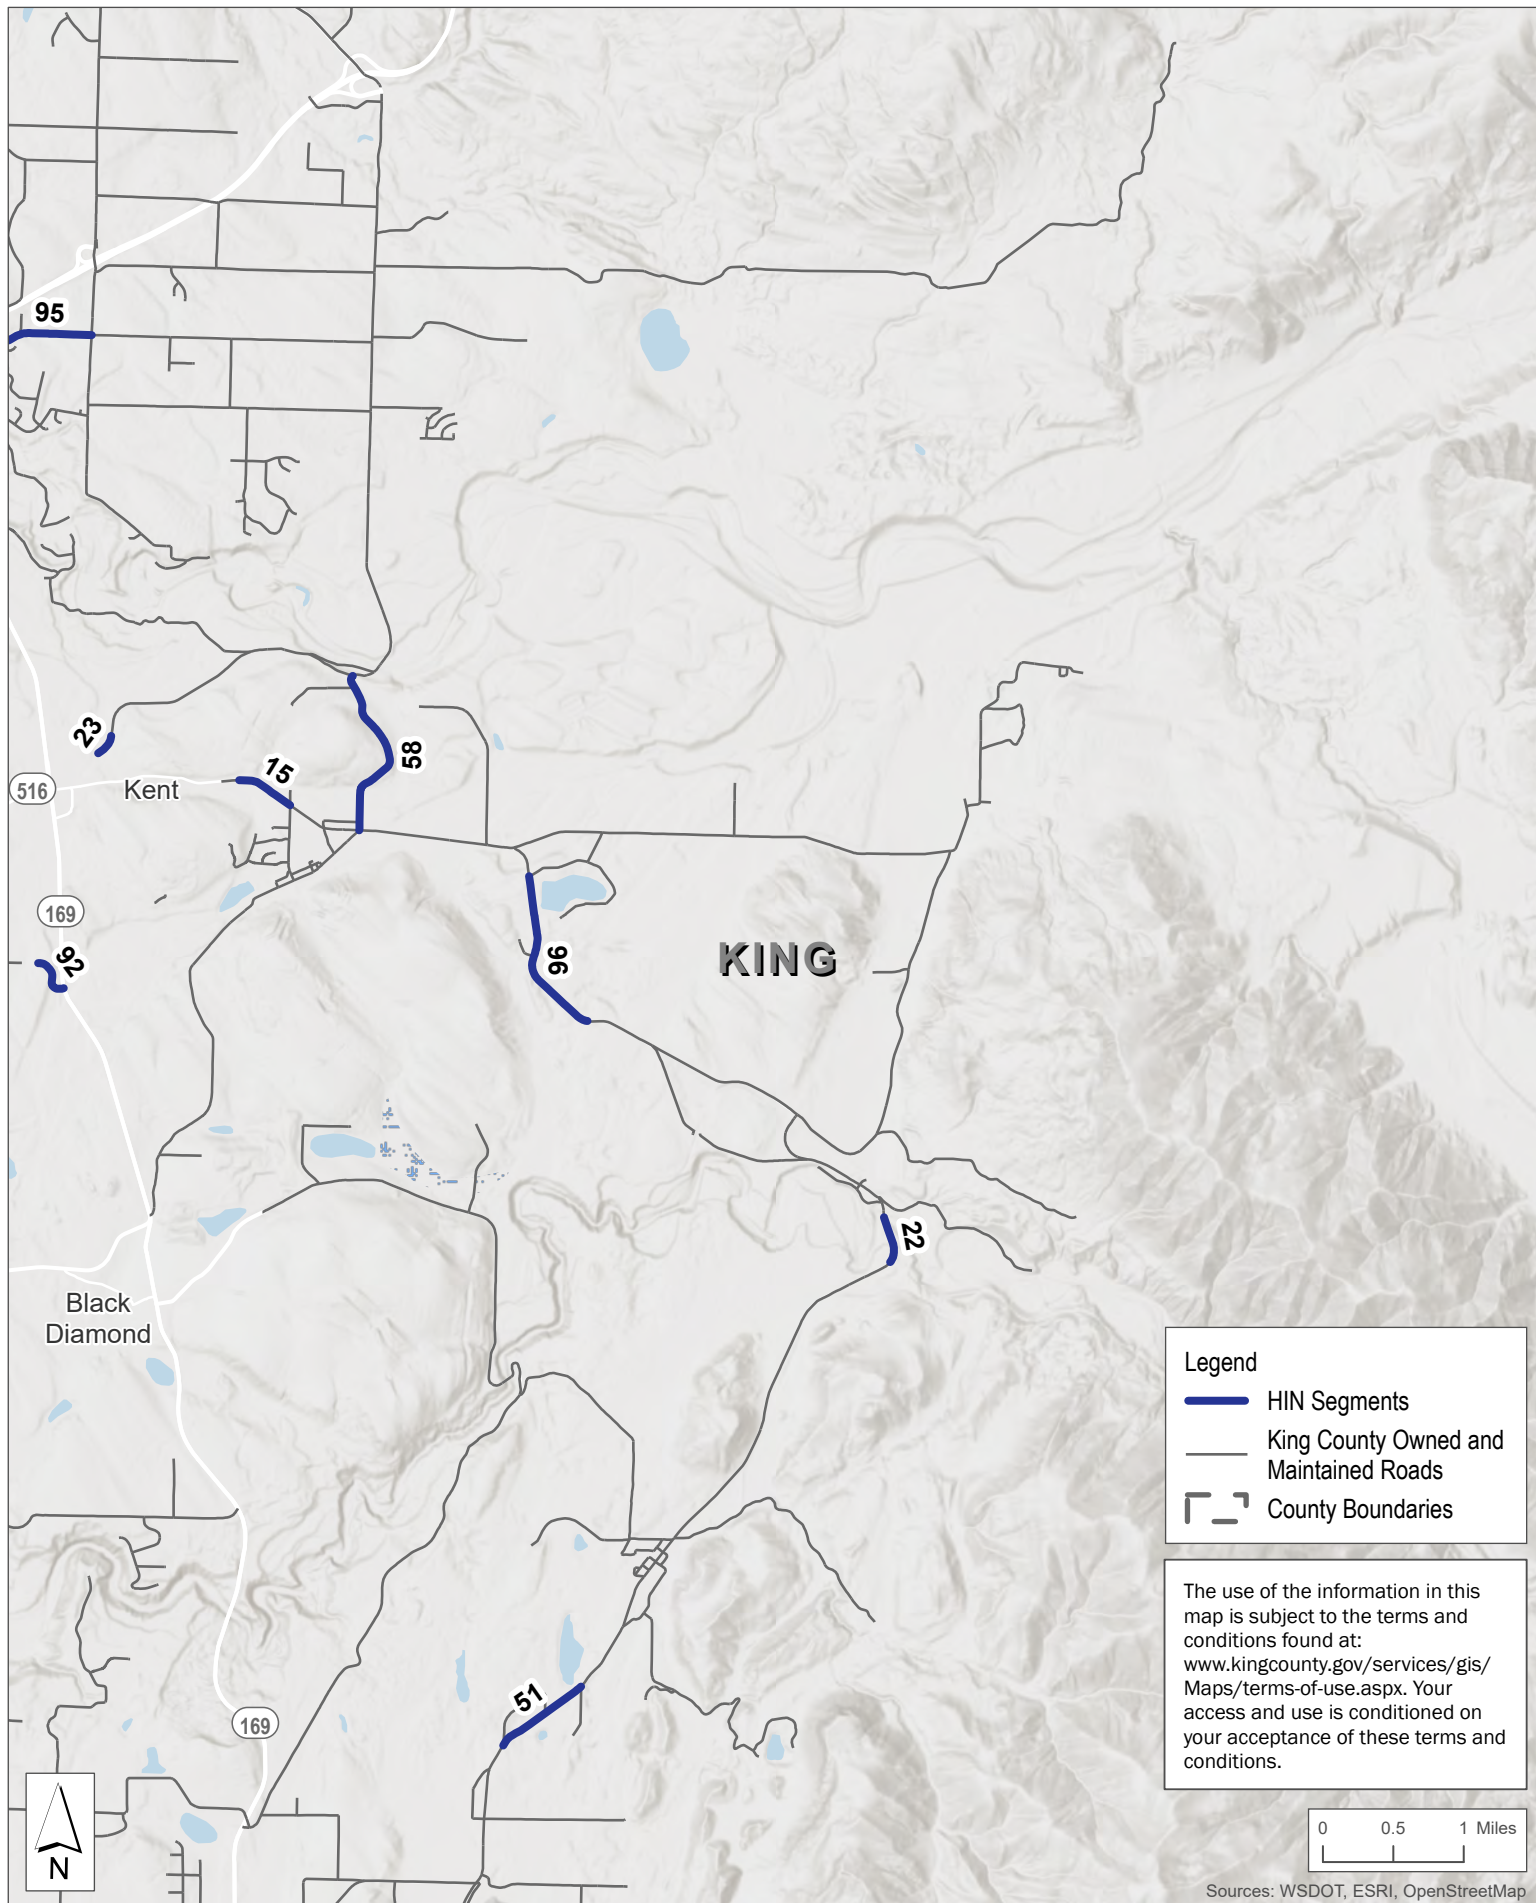 95
23
58
15
516
Kent
169
92
96
KING
22
Black
Diamond
51
169
N
Legend
HIN Segments
King County Owned and
Maintained Roads
County Boundaries
The use of the information in this
map is subject to the terms and
conditions found at:
www.kingcounty.gov/services/gis/
Maps/terms-of-use.aspx. Your
access and use is conditioned on
your acceptance of these terms and
conditions.
0 0.5 1 Miles
Sources: WSDOT, ESRI, OpenStreetMap